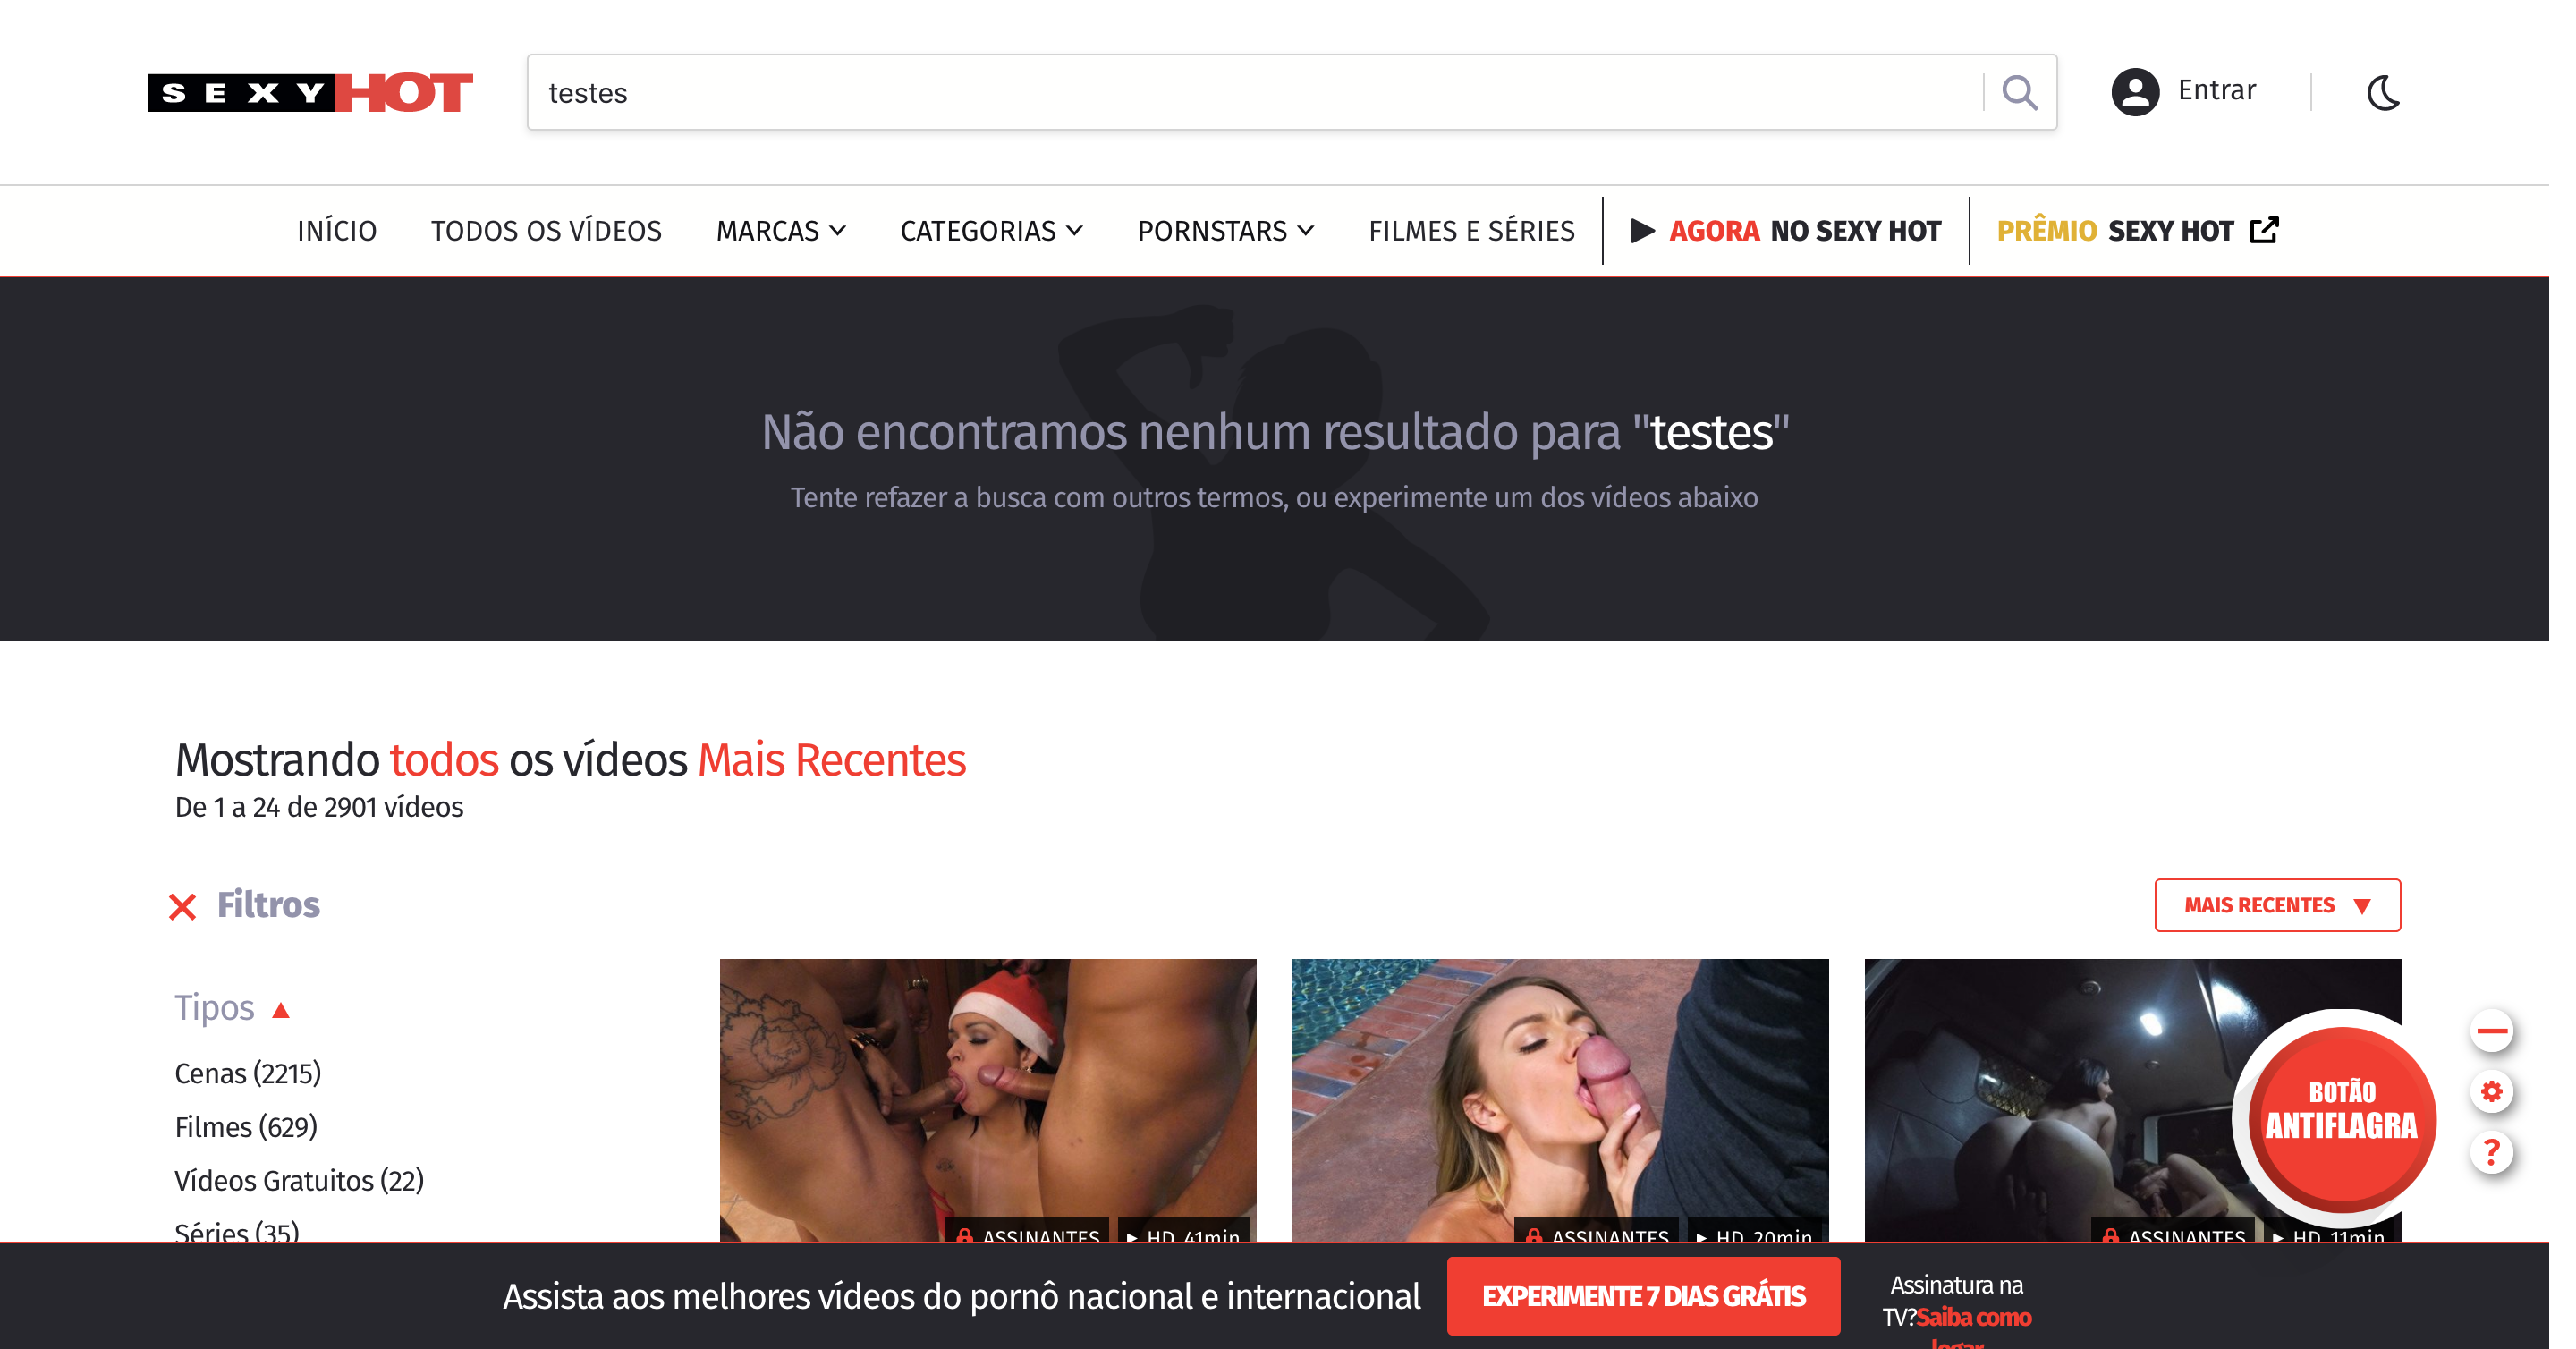 SEXYHOT
testes
Entrar
INÍCIO TODOS OS VÍDEOS MARCAS CATEGORIAS PORNSTARS FILMES E SÉRIES AGORA NO SEXY HOT PRÊMIO SEXY HOT
Não encontramos nenhum resultado para "testes"
Tente refazer a busca com outros termos, ou experimente um dos vídeos abaixo
Mostrando todos os vídeos Mais Recentes
De 1 a 24 de 2901 vídeos
Filtros
MAIS RECENTES
Tipos
Cenas (2215)
Filmes (629)
Vídeos Gratuitos (22)
Séries (35)
BOTÃO
ANTIFLAGRA
?
ASSINANTES HD 41min
ASSINANTES HD 20min
ASSINANTES HD 11min
Assista aos melhores vídeos do pornô nacional e internacional
EXPERIMENTE 7 DIAS GRÁTIS
Assinatura na
TV?Saiba como
logar